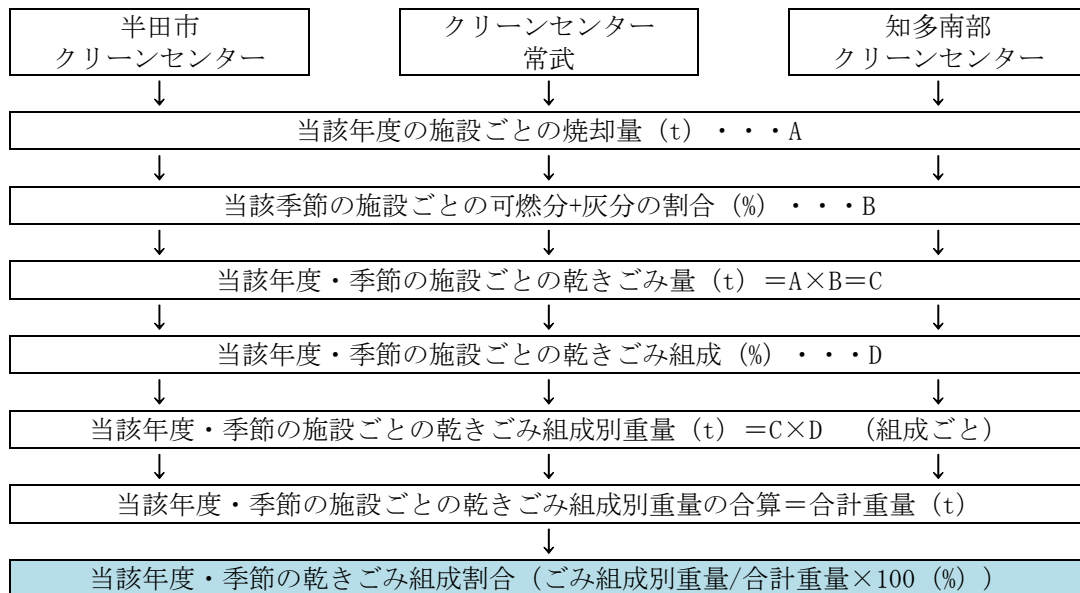 半田市
クリーンセンター
クリーンセンター
常武
知多南部
クリーンセンター
↓ ↓ ↓
当該年度の施設ごとの焼却量（t）・・・A
↓ ↓ ↓
当該季節の施設ごとの可燃分+灰分の割合（%）・・・B
↓ ↓ ↓
当該年度・季節の施設ごとの乾きごみ量（t）＝A×B＝C
↓ ↓ ↓
当該年度・季節の施設ごとの乾きごみ組成（%）・・・D
↓ ↓ ↓
当該年度・季節の施設ごとの乾きごみ組成別重量（t）＝C×D　（組成ごと）
↓ ↓ ↓
当該年度・季節の施設ごとの乾きごみ組成別重量の合算＝合計重量（t）
↓
当該年度・季節の乾きごみ組成割合（ごみ組成別重量/合計重量×100（%））